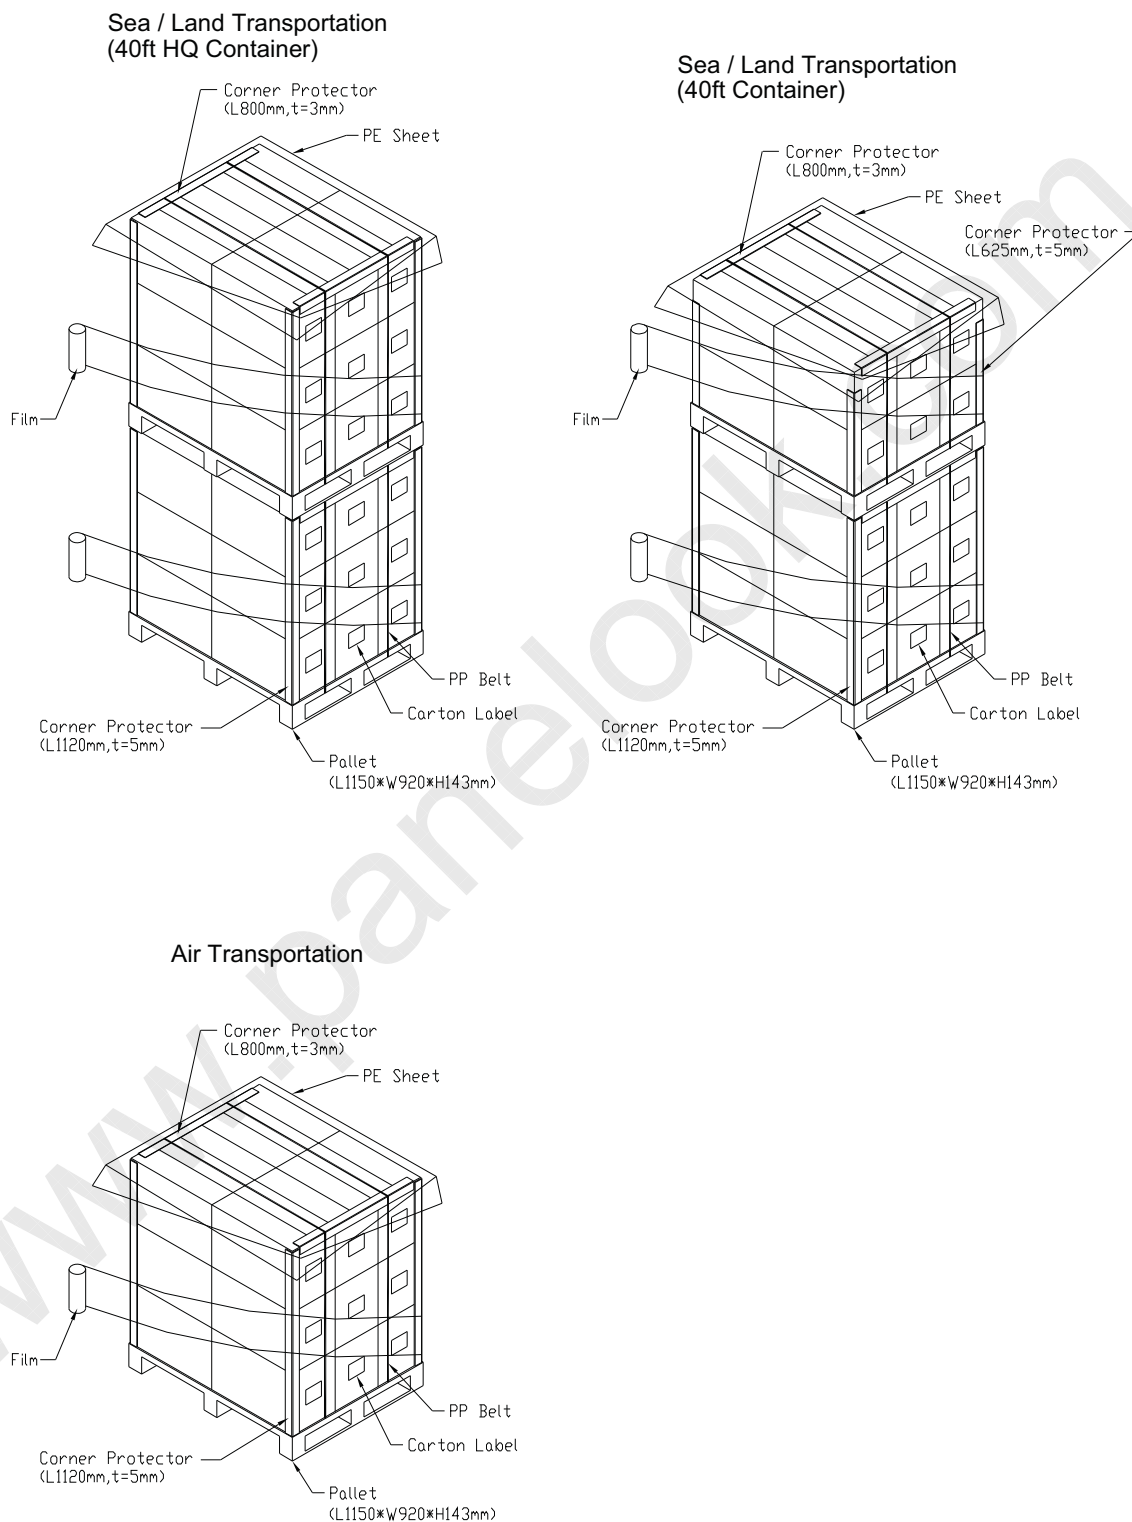 Sea / Land Transportation
(40ft HQ Container)
Corner Protector
(L800mm,t=3mm)
PE Sheet
Film
PP Belt
Carton Label
Corner Protector
(L1120mm,t=5mm)
Pallet
(L1150*W920*H143mm)
Sea / Land Transportation
(40ft Container)
Corner Protector
(L800mm,t=3mm)
PE Sheet
Corner Protector
(L625mm,t=5mm)
Film
PP Belt
Carton Label
Corner Protector
(L1120mm,t=5mm)
Pallet
(L1150*W920*H143mm)
Air Transportation
Corner Protector
(L800mm,t=3mm)
PE Sheet
Film
PP Belt
Carton Label
Corner Protector
(L1120mm,t=5mm)
Pallet
(L1150*W920*H143mm)
www.panelook.com